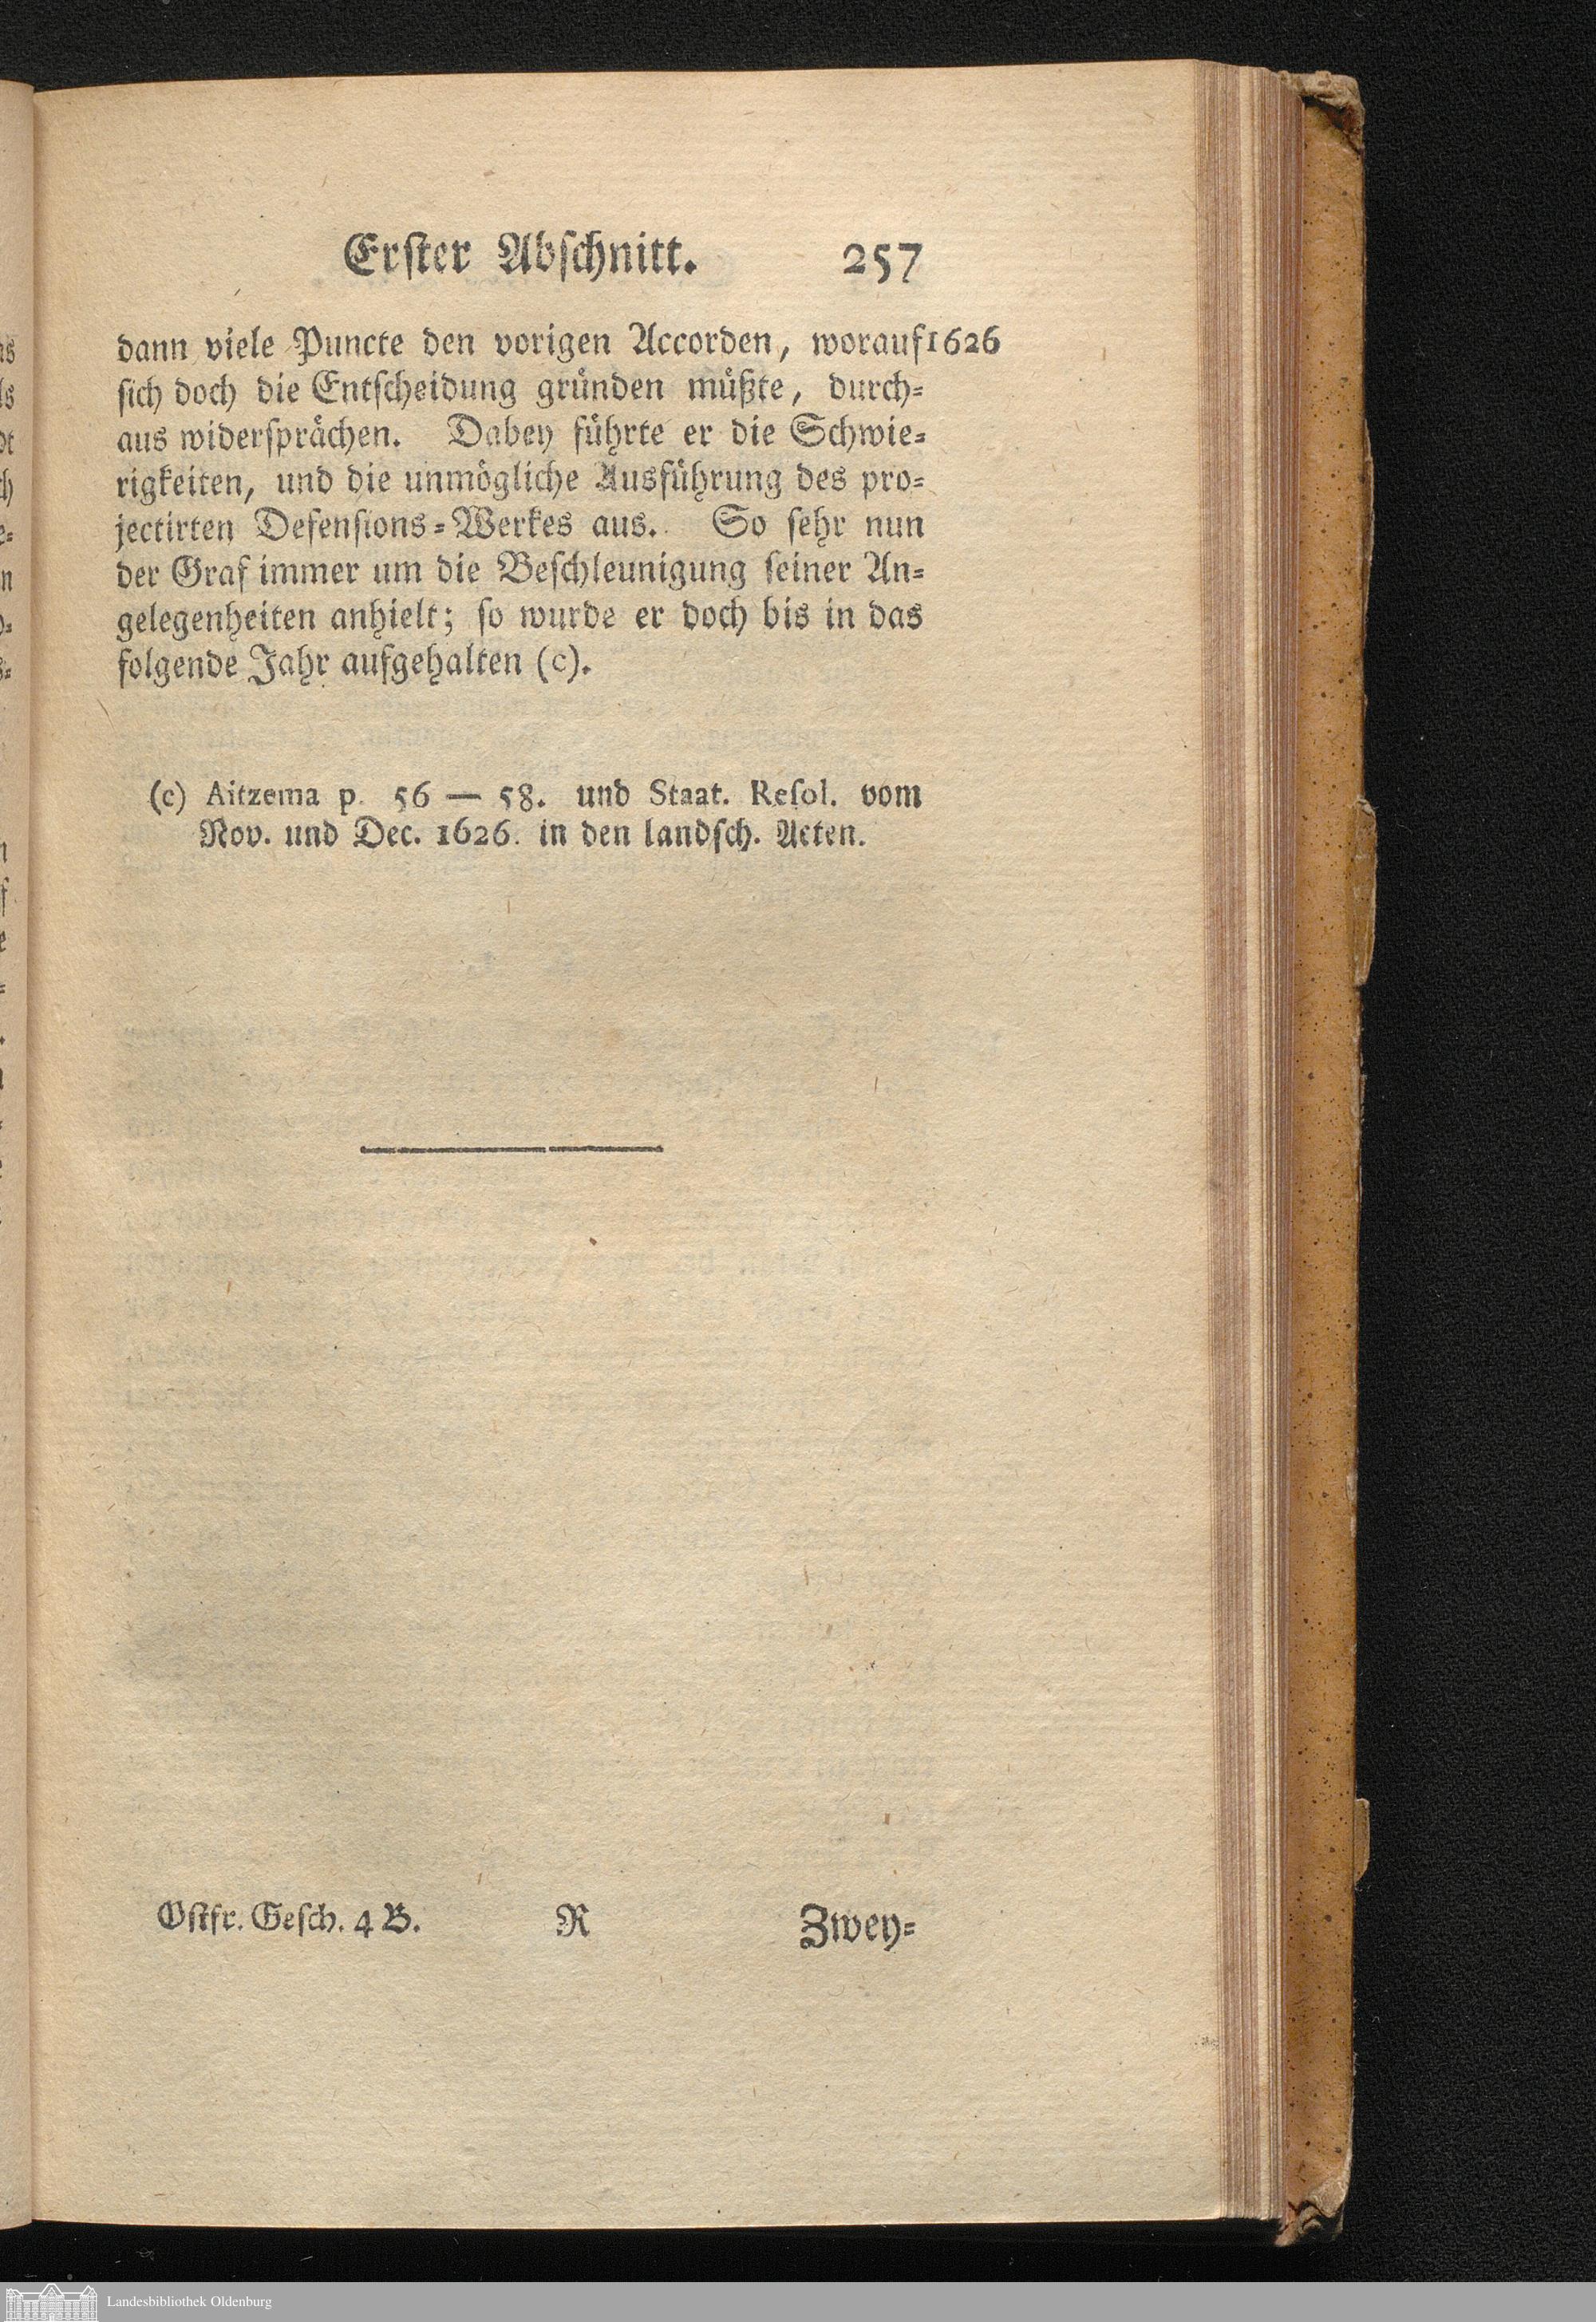 Erſter Abſchnitt. 257
dann viele Puncte den vorigen Accorden, worauf 1626
ſich doch die Entſcheidung gründen müßte, durch⸗
aus widerſprächen. Dabey führte er die Schwie⸗
rigkeiten, und die unmögliche Ausführung des pro⸗
jectirten Defenſions⸗Werkes aus. So ſehr nun
der Graf immer um die Beſchleunigung ſeiner An⸗
gelegenheiten anhielt; ſo wurde er doch bis in das
folgende Jahr aufgehalten (c).
(c) Aitzema p. 56 — 58. und Staat. Reſol. vom
Nov. und Dec. 1626. in den landſch. Acten.
Oſtfr. Geſch. 4 B. R Zwey⸗
Landesbibliothek Oldenburg